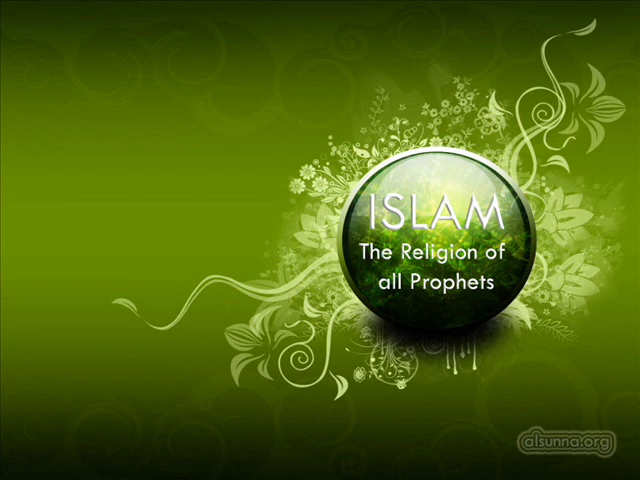 ISLAM
The Religion of
all Prophets
alsunna.org